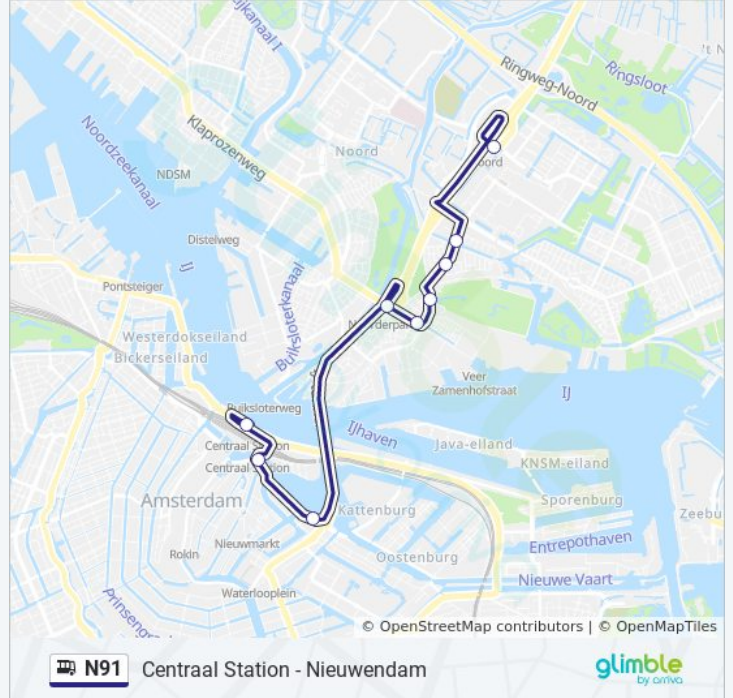 Ringweg-Noord
Ringsloot
Noordzeekanaal
Klaprozenweg
Noord
NDSM
Distelweg
IJ
Pontsteiger
Buiksloterkanaal
Westerdokseiland
Bickerseiland
Veer
Zamenhofstraat
IJ
Buiksloterweg
IJhaven
Java-eiland
Centraal Station
Centraal Station
KNSM-eiland
Amsterdam
Sporenburg
Kattenburg
Zeebu
Nieuwmarkt
Entrepothaven
Rokin
Oostenburg
Nieuwe Vaart
Waterlooplein
Prinseng
© OpenStreetMap contributors | © OpenMapTiles
N91 Centraal Station - Nieuwendam
glimble
by arriva